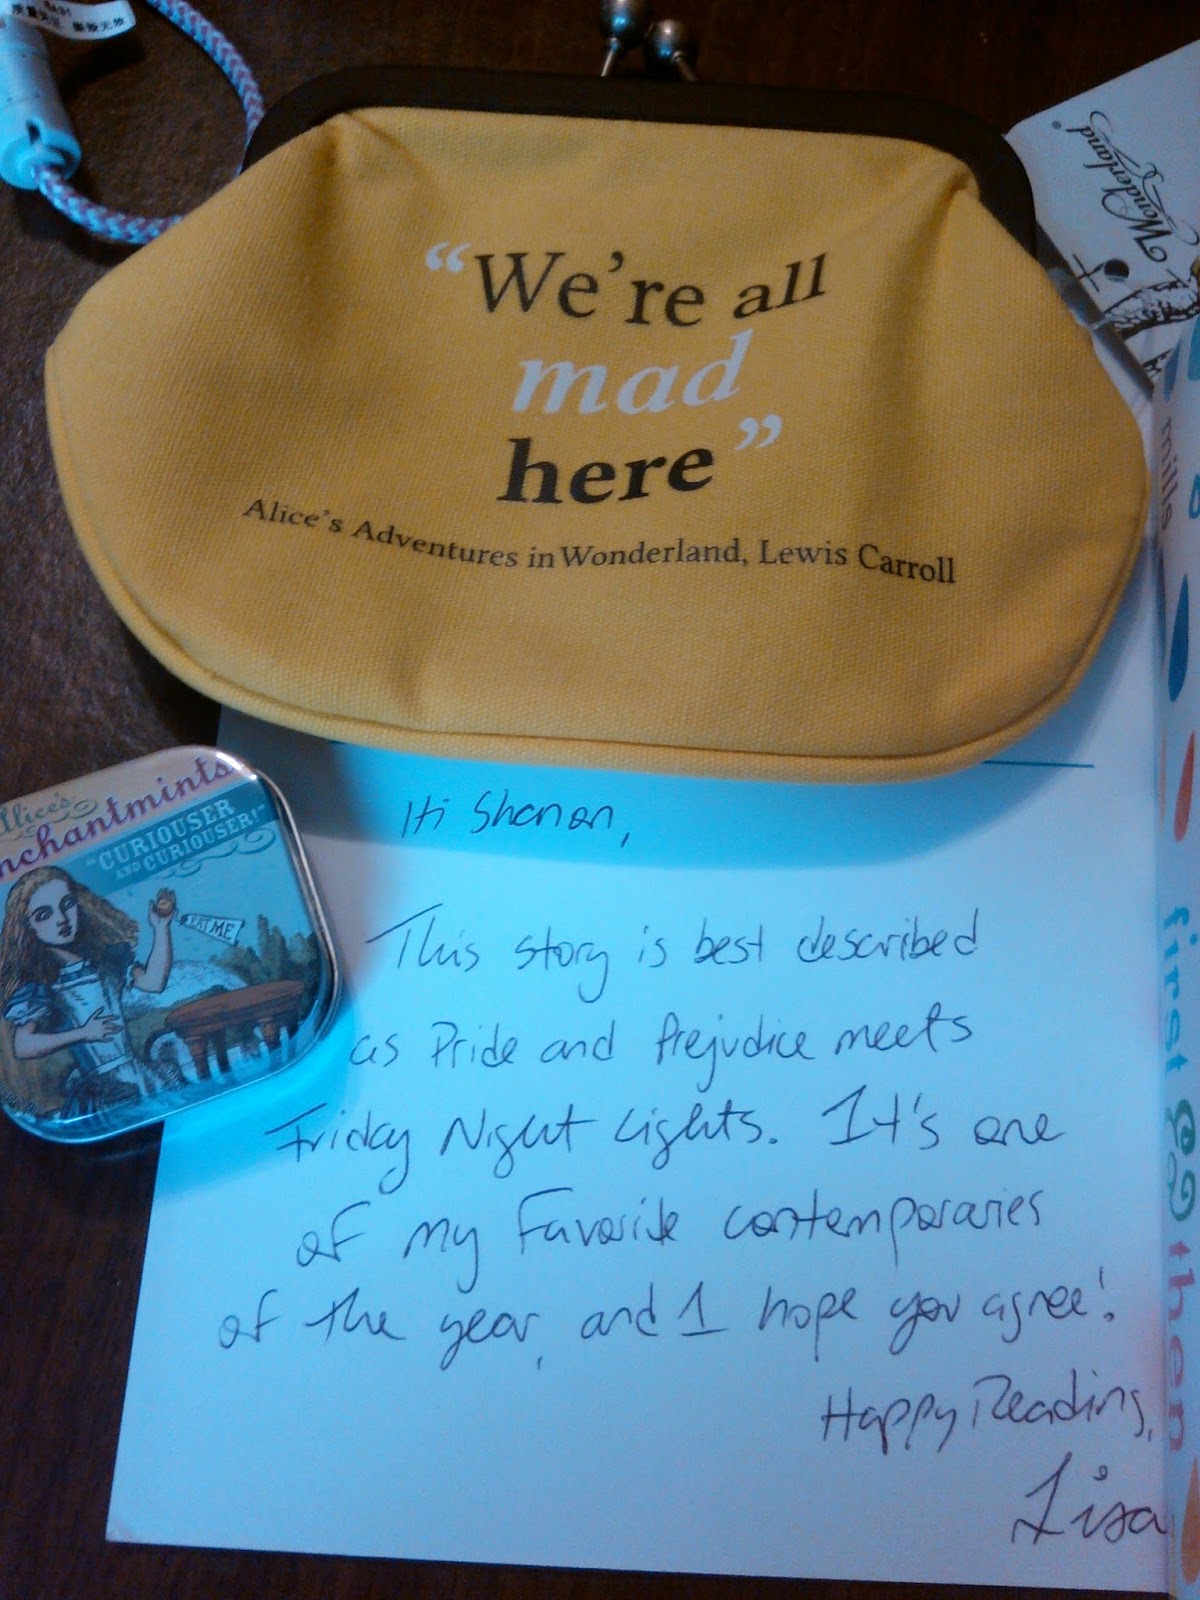 Wonderland®
"We're all
mad
here"
Alice's Adventures in Wonderland, Lewis Carroll
mills
Alice's
nchantmints
"CURIOUSER
AND CURIOUSER!"
EAT ME
Hi Shanon,
This story is best described
as Pride and Prejudice meets
Friday Night Lights. It's one
of my favorite contemporaries
of the year, and I hope you agree!
Happy Reading,
Lisa
first
then